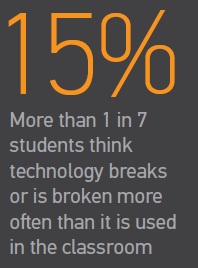 15%
More than 1 in 7
students think
technology breaks
or is broken more
often than it is used
in the classroom